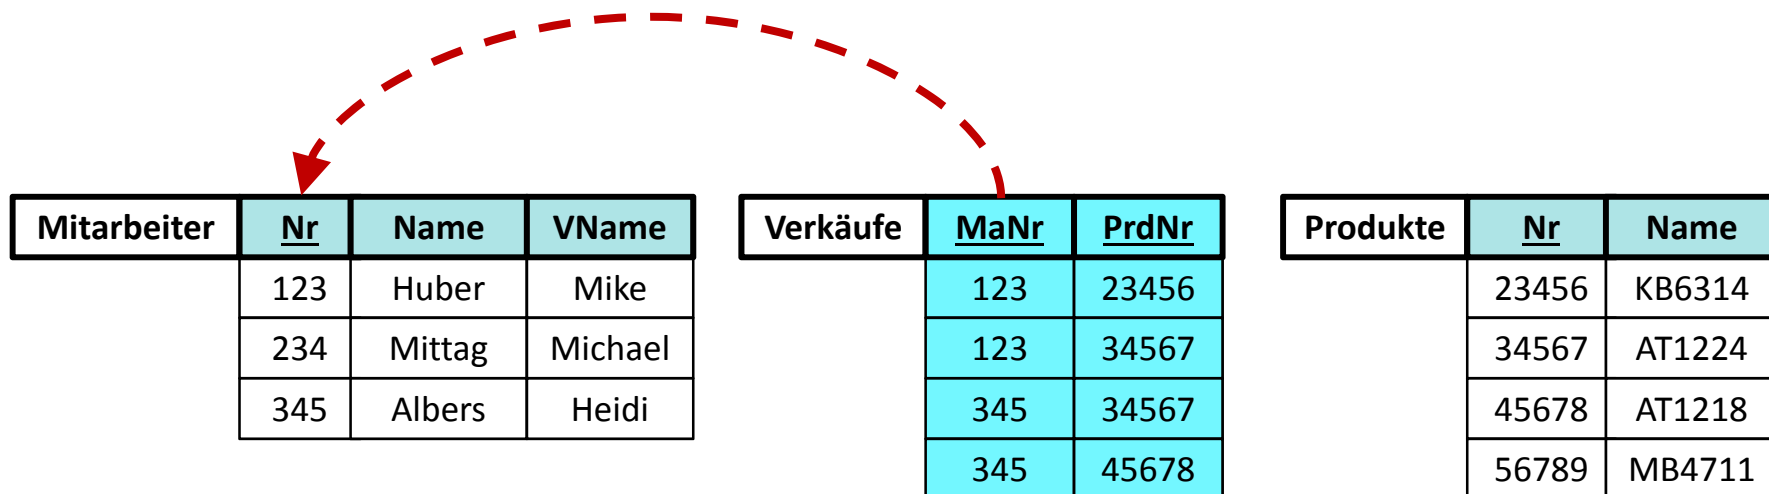 Mitarbeiter Nr Name VName
123 Huber Mike
234 Mittag Michael
345 Albers Heidi
Verkäufe MaNr PrdNr
123 23456
123 34567
345 34567
345 45678
Produkte Nr Name
23456 KB6314
34567 AT1224
45678 AT1218
56789 MB4711